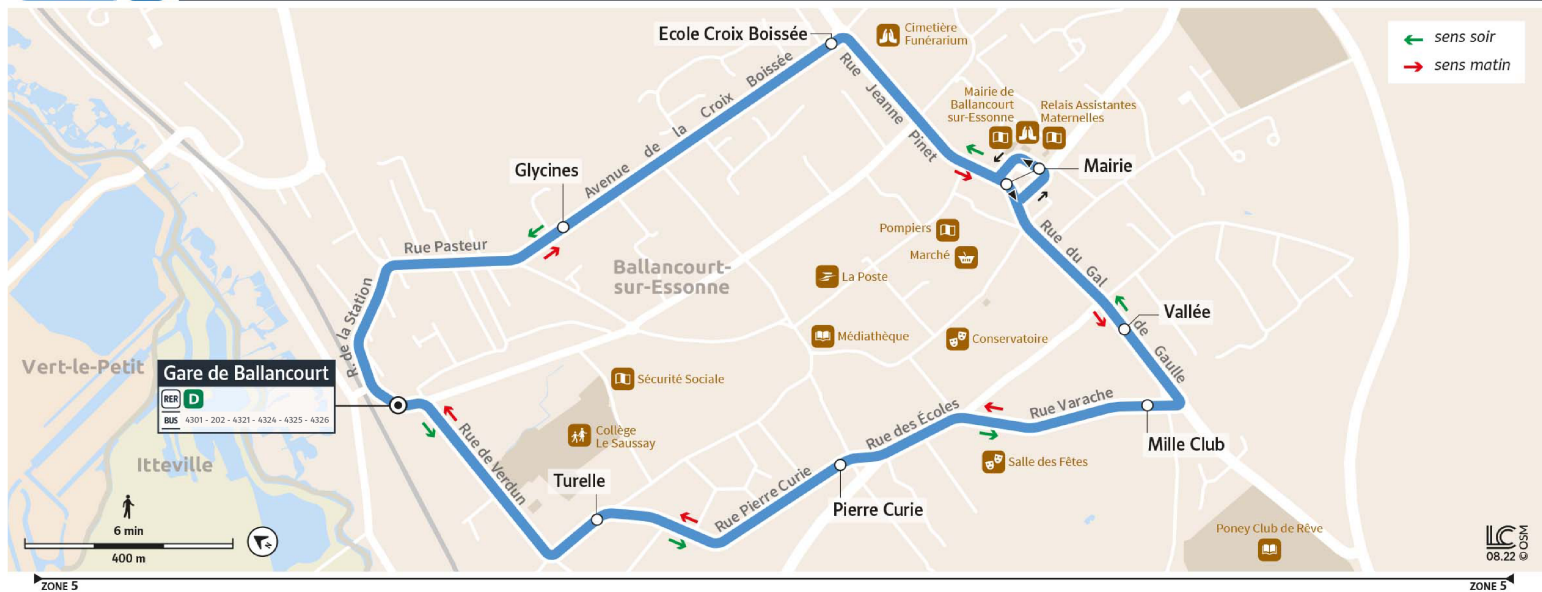 Ecole Croix Boissée
Cimetière
Funérarium
sens soir
sens matin
Rue Jeanne Pinet
Avenue de la Croix Boissée
Mairie de
Ballancourt
sur-Essonne
Relais Assistantes
Maternelles
Mairie
Glycines
Rue Pasteur
Pompiers
Marché
Rue du Gal de Gaulle
Ballancourt-
sur-Essonne
La Poste
R. de la Station
Vallée
Médiathèque
Conservatoire
Vert-le-Petit
Gare de Ballancourt
RER D
BUS 4301 - 202 - 4321 - 4324 - 4325 - 4326
Sécurité Sociale
Rue Varache
Rue des Écoles
Mille Club
Rue de Verdun
Collège
Le Saussay
Salle des Fêtes
Itteville
Turelle
Rue Pierre Curie
Pierre Curie
6 min
400 m
N
Poney Club de Rêve
LC
08.22
© OSM
ZONE 5
ZONE 5